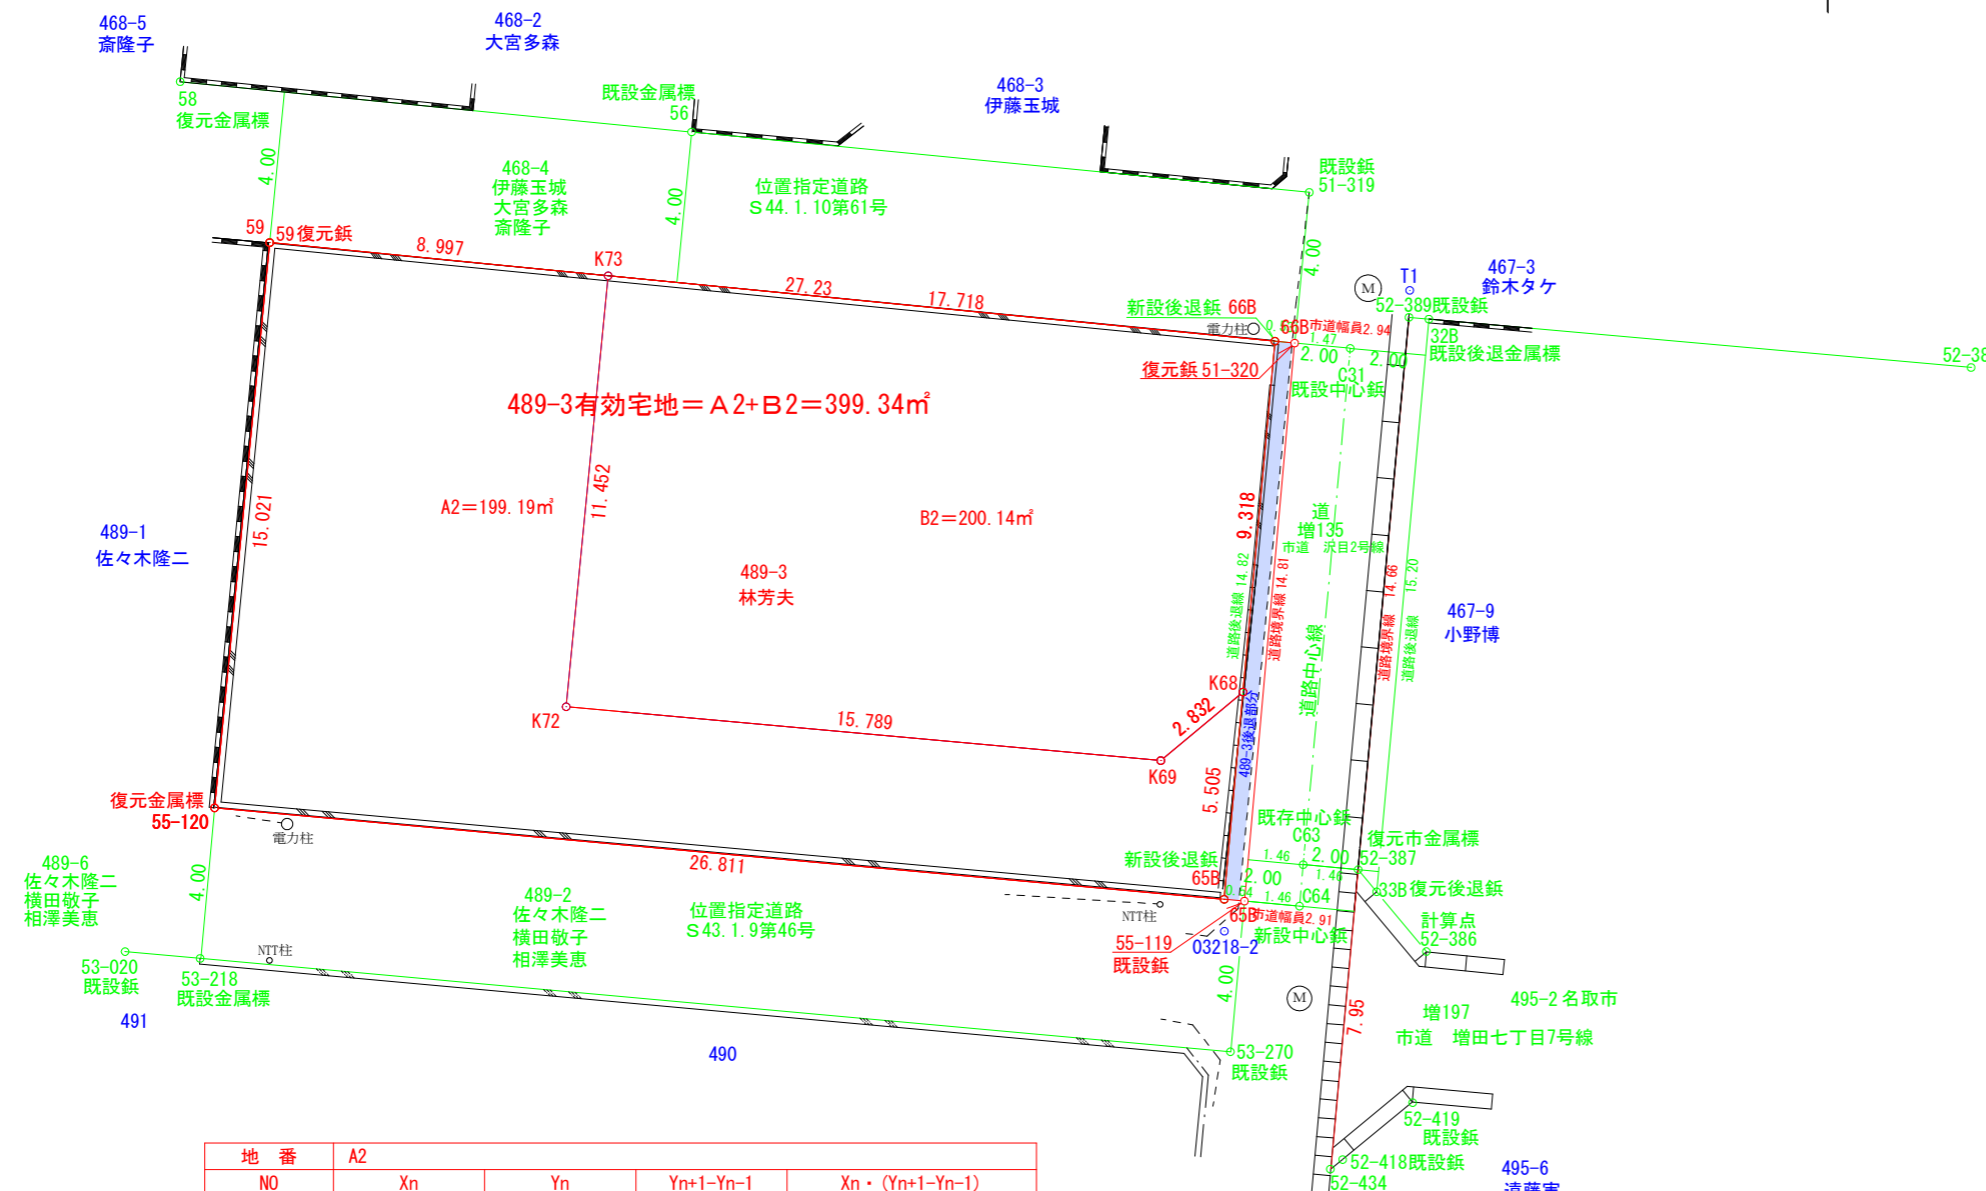 468-5
斎隆子
468-2
大宮多森
468-3
伊藤玉城
58
復元金属標
既設金属標
56
4.00
468-4
伊藤玉城
大宮多森
斎隆子
4.00
位置指定道路
S44.1.10第61号
既設鋲
51-319
4.00
59
59復元鋲
8.997
K73
27.23
17.718
新設後退鋲 66B
電力柱
66B
市道幅員2.94
1.47
2.00
2.00
復元鋲 51-320
C31
既設中心鋲
M
T1
52-389既設鋲
467-3
鈴木タケ
32B
既設後退金属標
52-38
489-3有効宅地＝A2+B2＝399.34㎡
11.452
15.021
A2＝199.19㎡
B2＝200.14㎡
489-1
佐々木隆二
489-3
林芳夫
9.318
道路後退線 14.82
道路境界線 14.81
道
増135
市道 沢目2号線
道路中心線
道路境界線 14.66
道路後退線 15.20
467-9
小野博
K68
2.832
489-3後退部分
K72
15.789
K69
5.505
復元金属標
55-120
電力柱
26.811
既存中心鋲
C63
1.46
2.00
1.46
復元市金属標
52-387
新設後退鋲
65B
2.00
1.46
C64
33B復元後退鋲
65B
市道幅員2.91
新設中心鋲
計算点
52-386
489-6
佐々木隆二
横田敬子
相澤美恵
4.00
489-2
佐々木隆二
横田敬子
相澤美恵
位置指定道路
S43.1.9第46号
NTT柱
55-119
既設鋲
03218-2
4.00
53-020
既設鋲
NTT柱
53-218
既設金属標
491
490
M
7.95
495-2 名取市
増197
市道 増田七丁目7号線
53-270
既設鋲
52-419
既設鋲
52-418既設鋲
52-434
495-6
地 番 A2
NO Xn Yn Yn+1-Yn-1 Xn・(Yn+1-Yn-1)